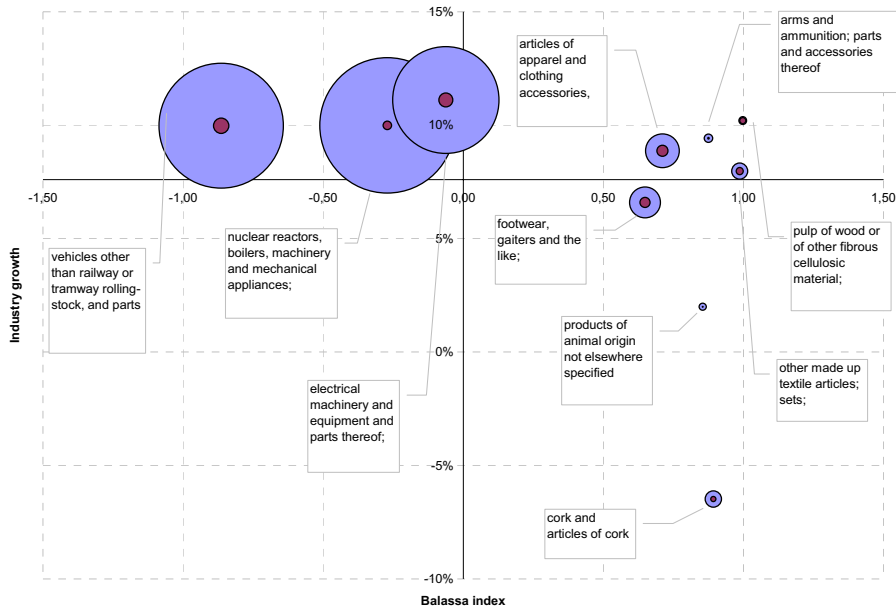 15%
articles of
apparel and
clothing
accessories,
arms and
ammunition; parts
and accessories
thereof
10%
-1,50
-1,00
-0,50
0,00
0,50
1,00
1,50
Industry growth
vehicles other
than railway or
tramway rolling-
stock, and parts
nuclear reactors,
boilers, machinery
and mechanical
appliances;
5%
footwear,
gaiters and the
like;
pulp of wood or
of other fibrous
cellulosic
material;
products of
animal origin
not elsewhere
specified
0%
electrical
machinery and
equipment and
parts thereof;
other made up
textile articles;
sets;
-5%
cork and
articles of cork
-10%
Balassa index